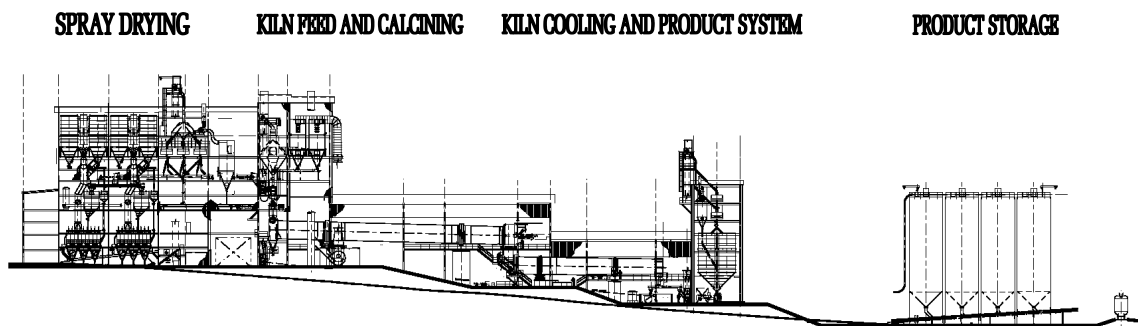 SPRAY DRYING
KILN FEED AND CALCINING
KILN COOLING AND PRODUCT SYSTEM
PRODUCT STORAGE